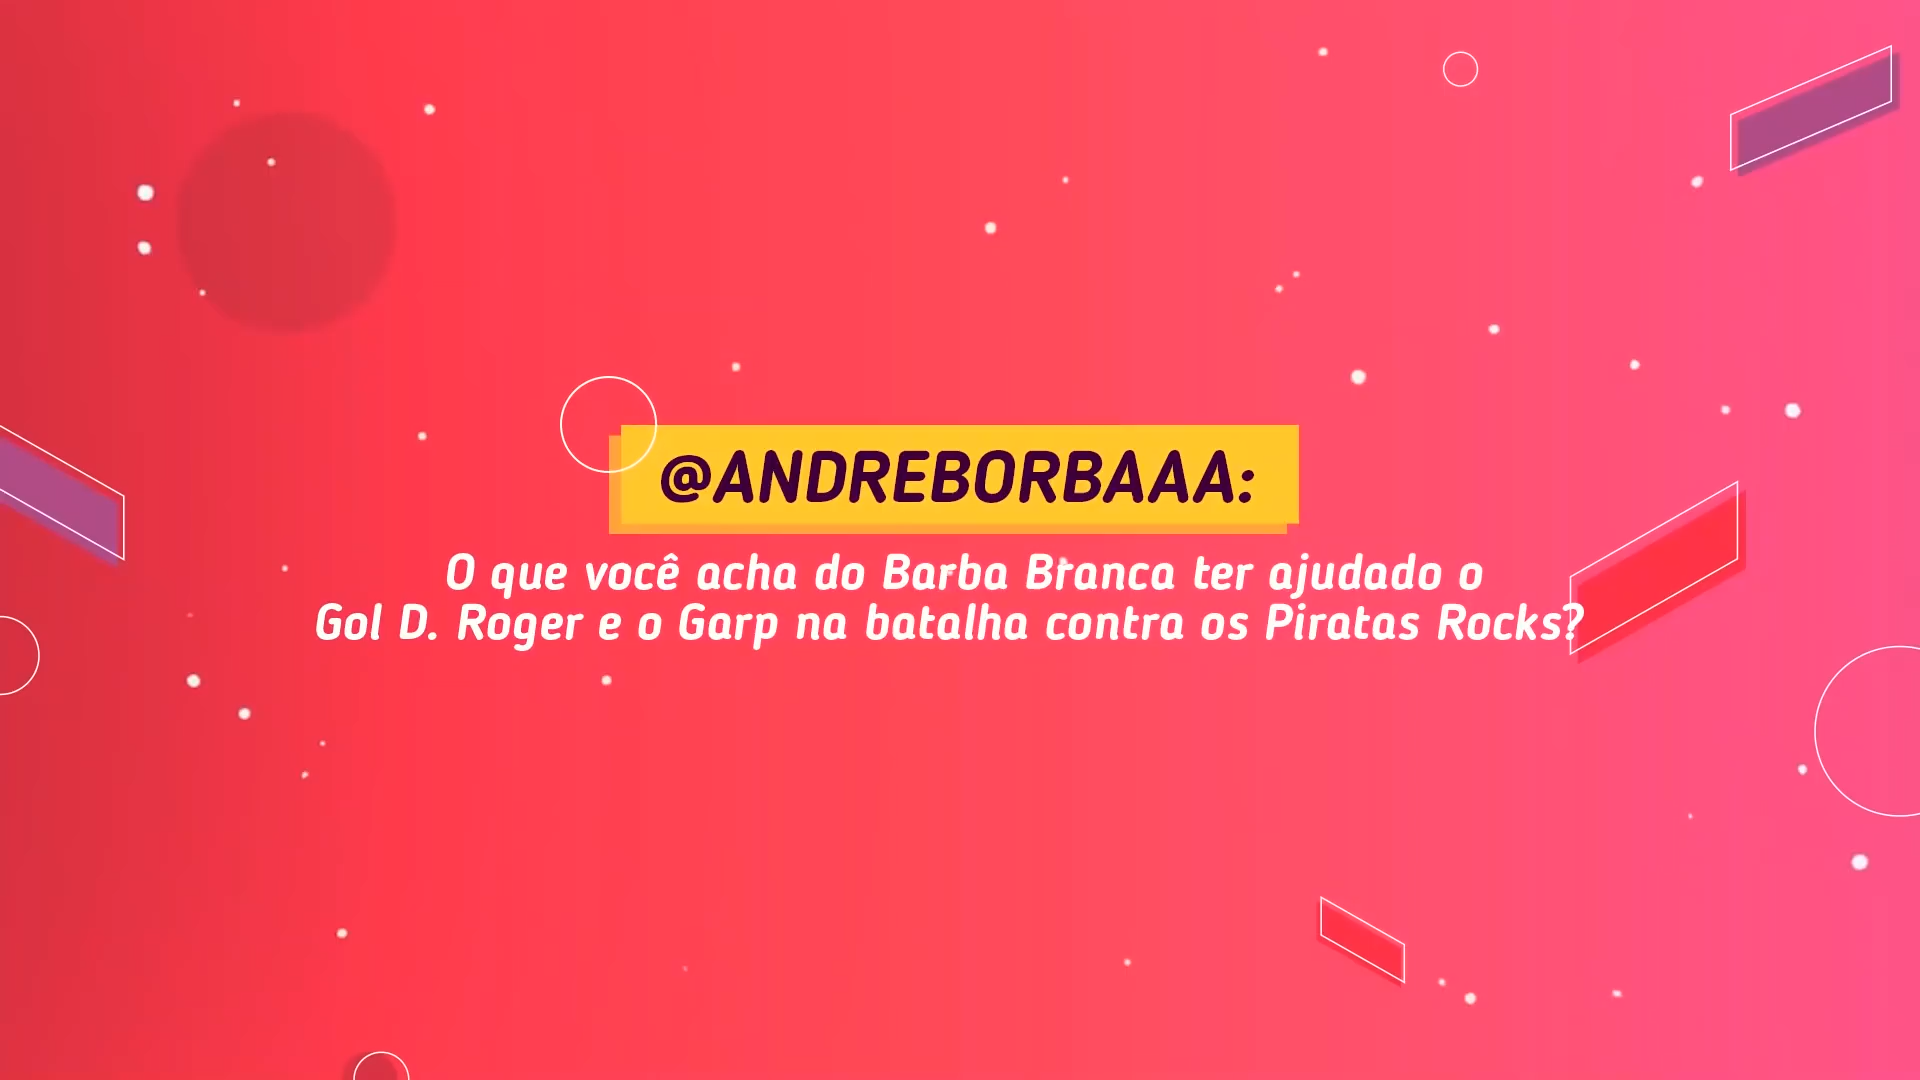 @ANDREBORBAAA:
O que você acha do Barba Branca ter ajudado o
Gol D. Roger e o Garp na batalha contra os Piratas Rocks?